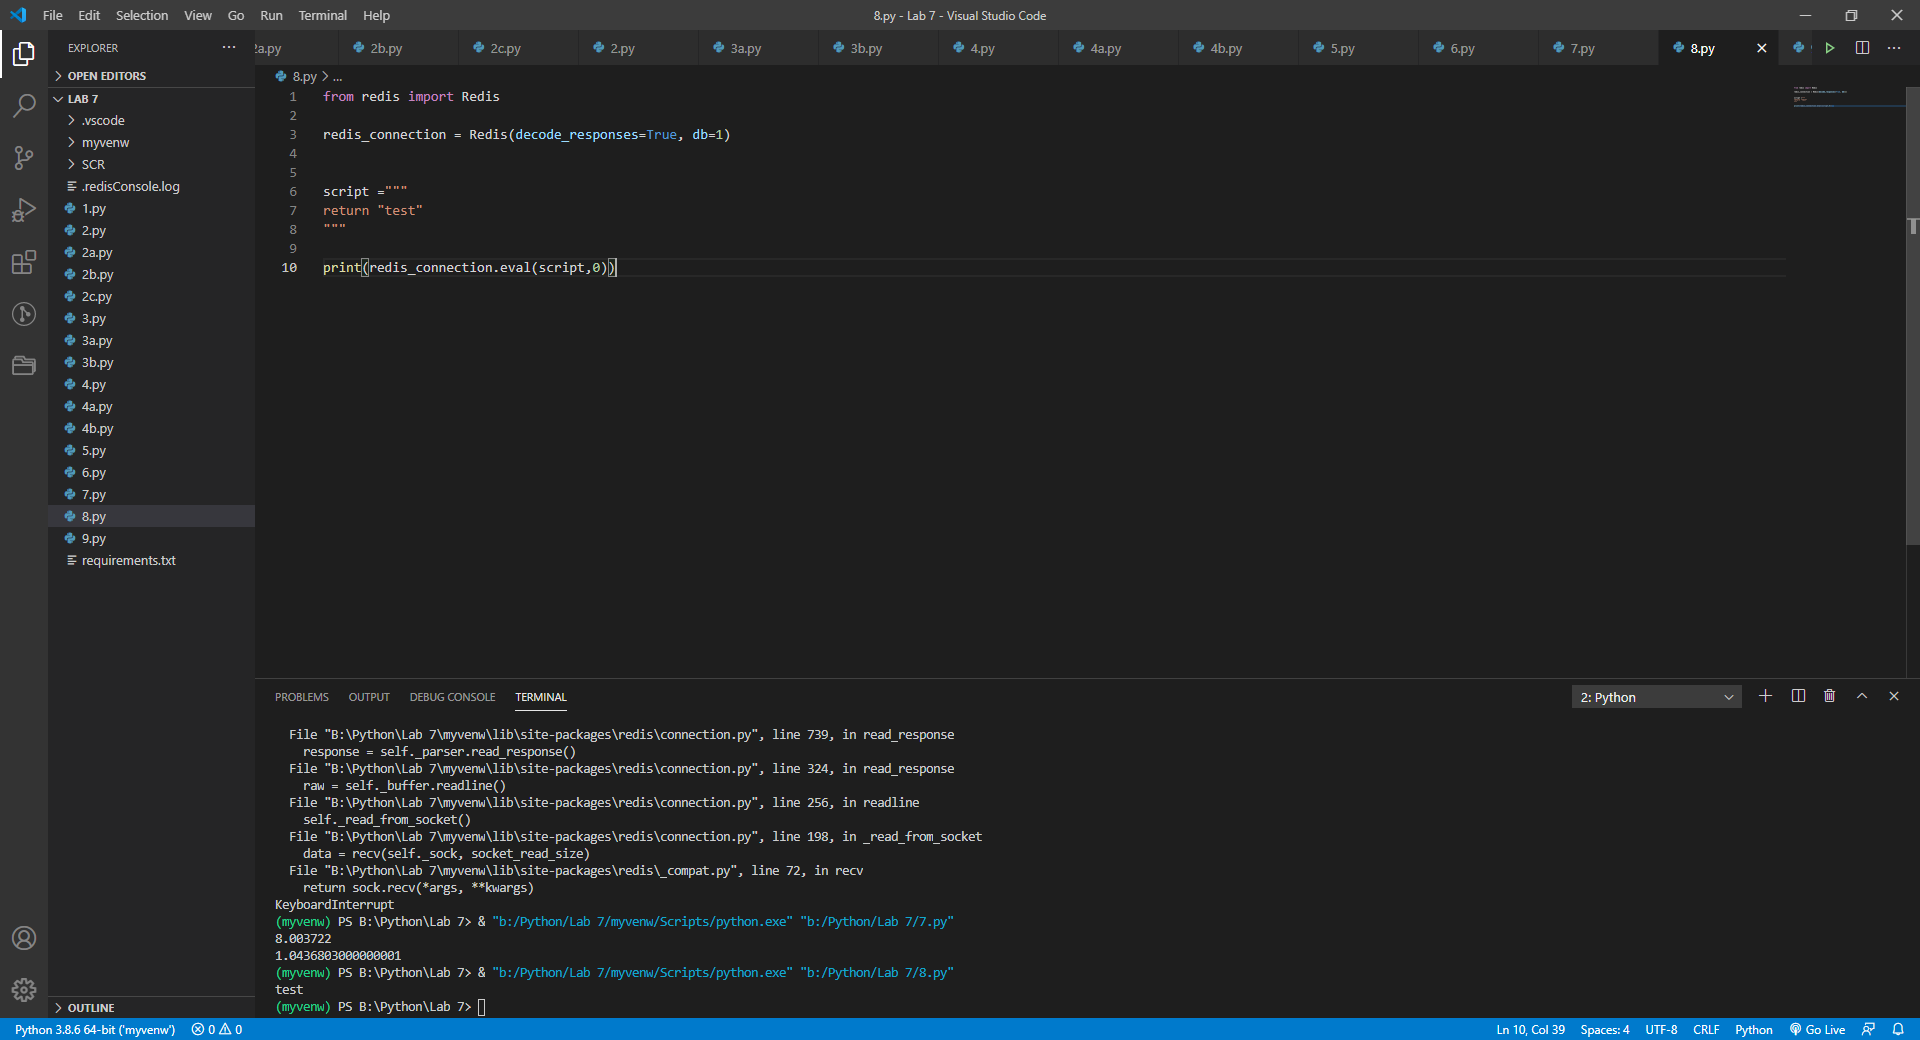 File Edit Selection View Go Run Terminal Help
8.py - Lab 7 - Visual Studio Code
EXPLORER
2a.py 2b.py 2c.py 2.py 3a.py 3b.py 4.py 4a.py 4b.py 5.py 6.py 7.py 8.py
OPEN EDITORS
LAB 7
.vscode
myvenw
SCR
.redisConsole.log
1.py
2.py
2a.py
2b.py
2c.py
3.py
3a.py
3b.py
4.py
4a.py
4b.py
5.py
6.py
7.py
8.py
9.py
requirements.txt
OUTLINE
8.py > ...
1 from redis import Redis
2
3 redis_connection = Redis(decode_responses=True, db=1)
4
5
6 script ="""
7 return "test"
8 """
9
10 print(redis_connection.eval(script,0))
PROBLEMS OUTPUT DEBUG CONSOLE TERMINAL
2: Python
File "B:\Python\Lab 7\myvenw\lib\site-packages\redis\connection.py", line 739, in read_response
response = self._parser.read_response()
File "B:\Python\Lab 7\myvenw\lib\site-packages\redis\connection.py", line 324, in read_response
raw = self._buffer.readline()
File "B:\Python\Lab 7\myvenw\lib\site-packages\redis\connection.py", line 256, in readline
self._read_from_socket()
File "B:\Python\Lab 7\myvenw\lib\site-packages\redis\connection.py", line 198, in _read_from_socket
data = recv(self._sock, socket_read_size)
File "B:\Python\Lab 7\myvenw\lib\site-packages\redis\_compat.py", line 72, in recv
return sock.recv(*args, **kwargs)
KeyboardInterrupt
(myvenw) PS B:\Python\Lab 7> & "b:/Python/Lab 7/myvenw/Scripts/python.exe" "b:/Python/Lab 7/7.py"
8.003722
1.0436803000000001
(myvenw) PS B:\Python\Lab 7> & "b:/Python/Lab 7/myvenw/Scripts/python.exe" "b:/Python/Lab 7/8.py"
test
(myvenw) PS B:\Python\Lab 7>
Python 3.8.6 64-bit ('myvenw') 0 0
Ln 10, Col 39 Spaces: 4 UTF-8 CRLF Python Go Live